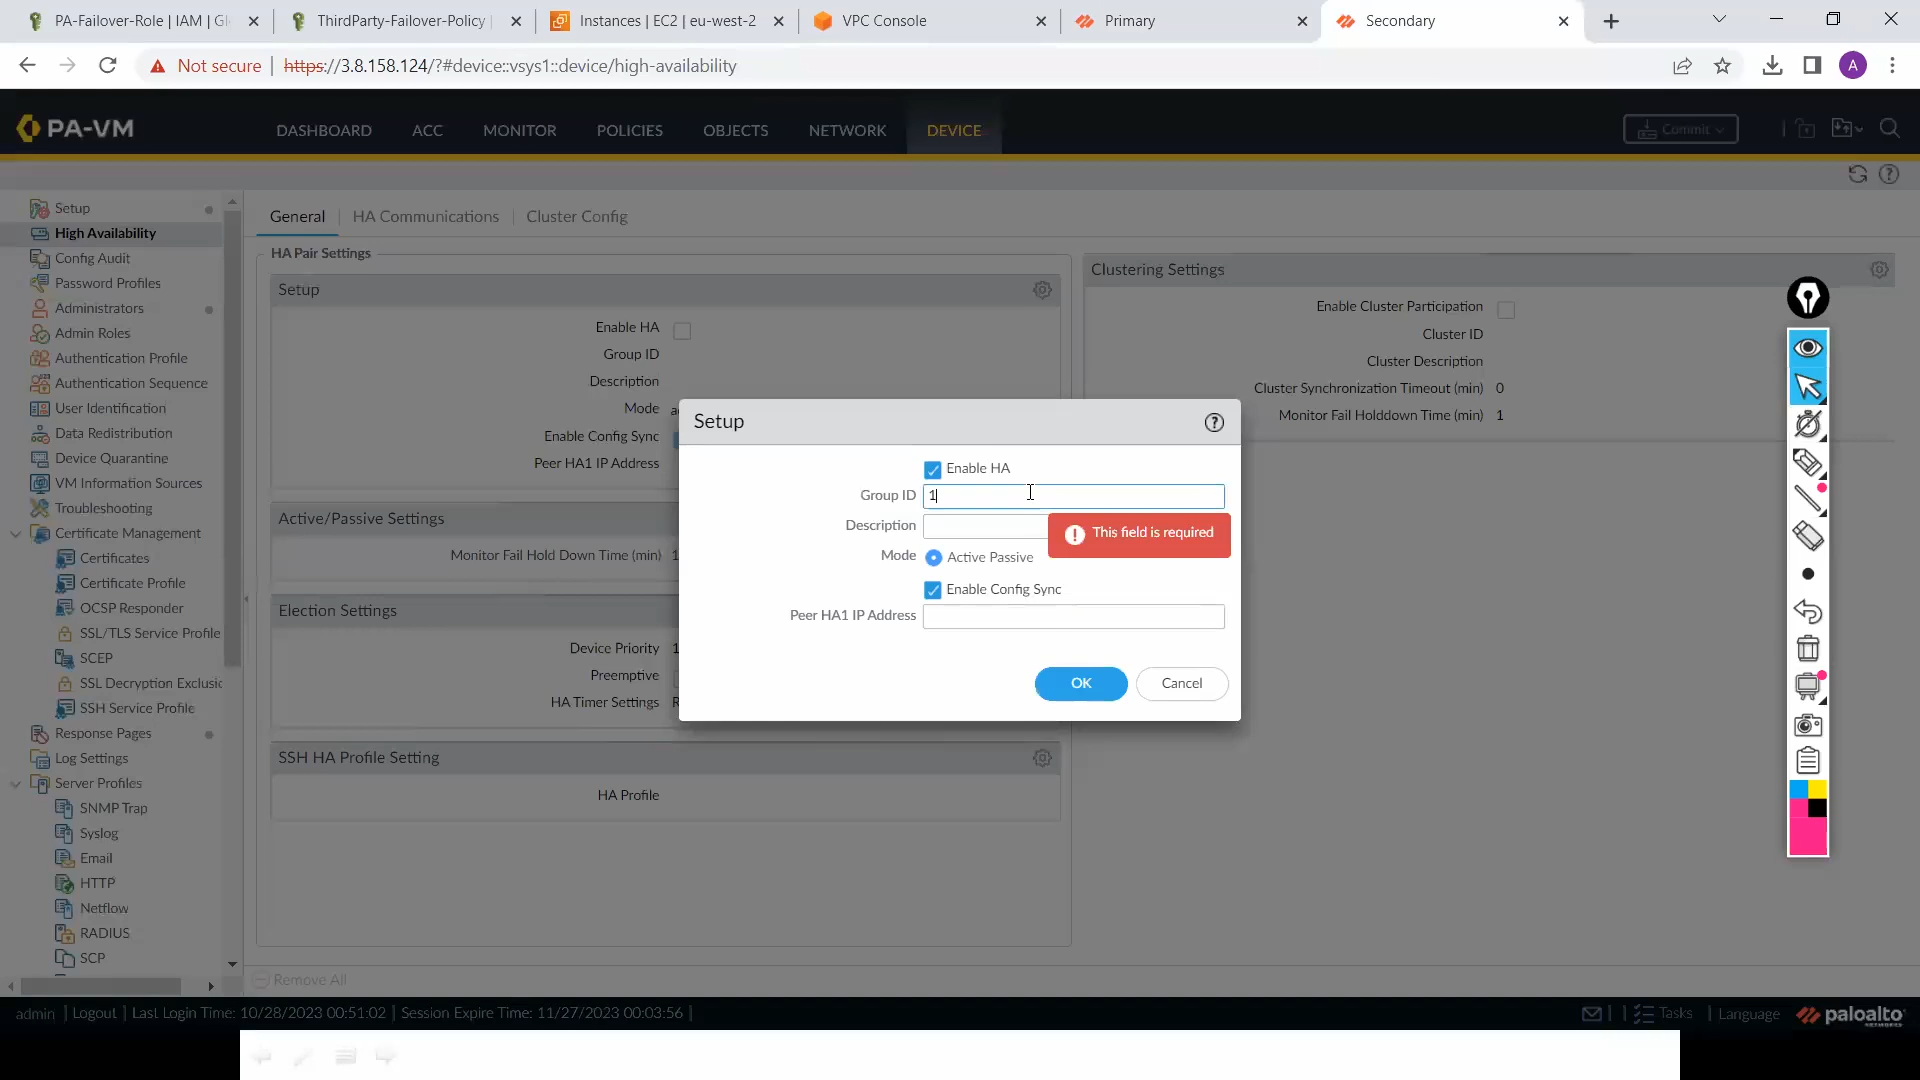 PA-Failover-Role | IAM | Gl
ThirdParty-Failover-Policy |
Instances | EC2 | eu-west-2
VPC Console
Primary
Secondary
Not secure | https://3.8.158.124/?#device::vsys1::device/high-availability
A
PA-VM
DASHBOARD
ACC
MONITOR
POLICIES
OBJECTS
NETWORK
DEVICE
Commit
Setup
High Availability
Config Audit
Password Profiles
Administrators
Admin Roles
Authentication Profile
Authentication Sequence
User Identification
Data Redistribution
Device Quarantine
VM Information Sources
Troubleshooting
Certificate Management
Certificates
Certificate Profile
OCSP Responder
SSL/TLS Service Profile
SCEP
SSL Decryption Exclusi
SSH Service Profile
Response Pages
Log Settings
Server Profiles
SNMP Trap
Syslog
Email
HTTP
Netflow
RADIUS
SCP
General
HA Communications
Cluster Config
HA Pair Settings
Setup
Enable HA
Group ID
Description
Mode
Enable Config Sync
Peer HA1 IP Address
Active/Passive Settings
Monitor Fail Hold Down Time (min) 1
Election Settings
Device Priority 1
Preemptive
HA Timer Settings R
SSH HA Profile Setting
HA Profile
Clustering Settings
Enable Cluster Participation
Cluster ID
Cluster Description
Cluster Synchronization Timeout (min) 0
Monitor Fail Holddown Time (min) 1
Setup
Enable HA
Group ID 1
Description
This field is required
Mode Active Passive
Enable Config Sync
Peer HA1 IP Address
OK
Cancel
Remove All
admin | Logout | Last Login Time: 10/28/2023 00:51:02 | Session Expire Time: 11/27/2023 00:03:56 |
Tasks | Language
paloalto
NETWORKS